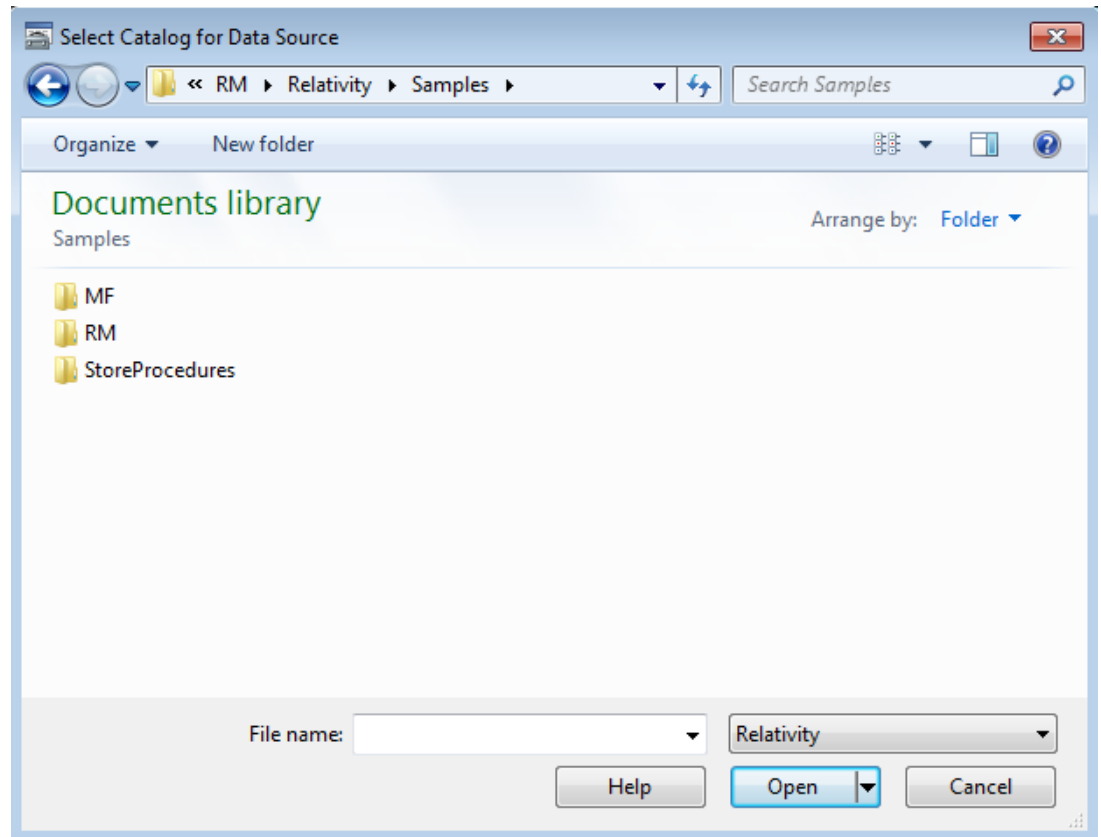 Select Catalog for Data Source
« RM Relativity Samples
Search Samples
Organize New folder
Documents library
Samples
Arrange by: Folder
MF
RM
StoreProcedures
File name:
Relativity
Help Open Cancel